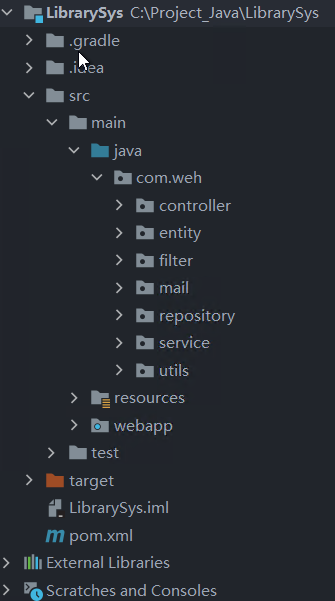 LibrarySys C:\Project_Java\LibrarySys
.gradle
.idea
src
main
java
com.weh
controller
entity
filter
mail
repository
service
utils
resources
webapp
test
target
LibrarySys.iml
pom.xml
External Libraries
Scratches and Consoles